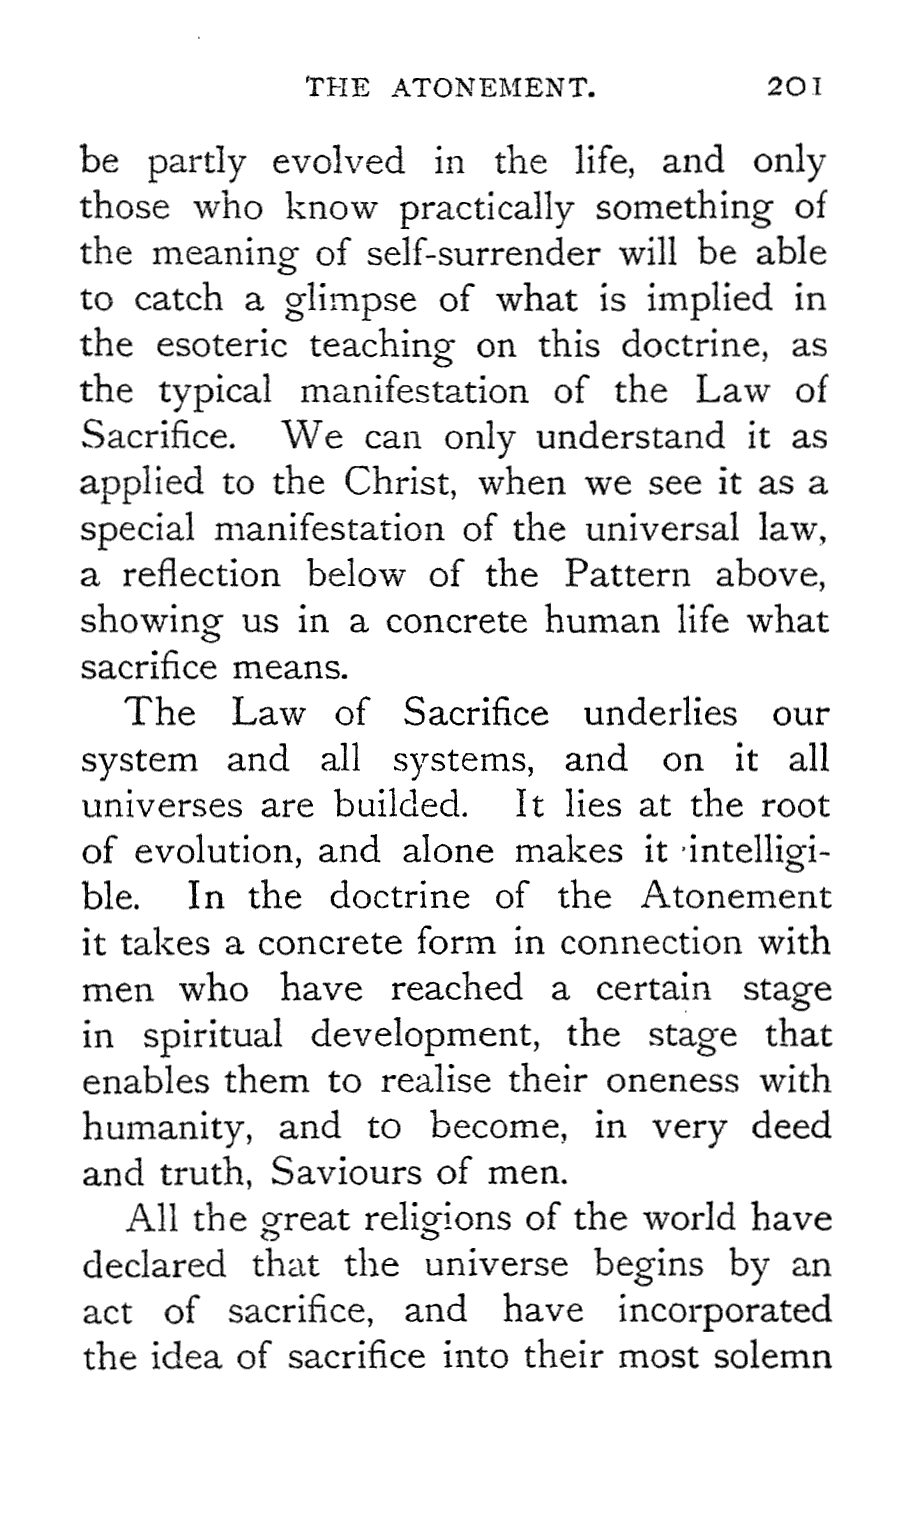 THE ATONEMENT. 201
be partly evolved in the life, and only
those who know practically something of
the meaning of self-surrender will be able
to catch a glimpse of what is implied in
the esoteric teaching on this doctrine, as
the typical manifestation of the Law of
Sacrifice. We can only understand it as
applied to the Christ, when we see it as a
special manifestation of the universal law,
a reflection below of the Pattern above,
showing us in a concrete human life what
sacrifice means.
The Law of Sacrifice underlies our
system and all systems, and on it all
universes are builded. It lies at the root
of evolution, and alone makes it intelligi-
ble. In the doctrine of the Atonement
it takes a concrete form in connection with
men who have reached a certain stage
in spiritual development, the stage that
enables them to realise their oneness with
humanity, and to become, in very deed
and truth, Saviours of men.
All the great religions of the world have
declared that the universe begins by an
act of sacrifice, and have incorporated
the idea of sacrifice into their most solemn